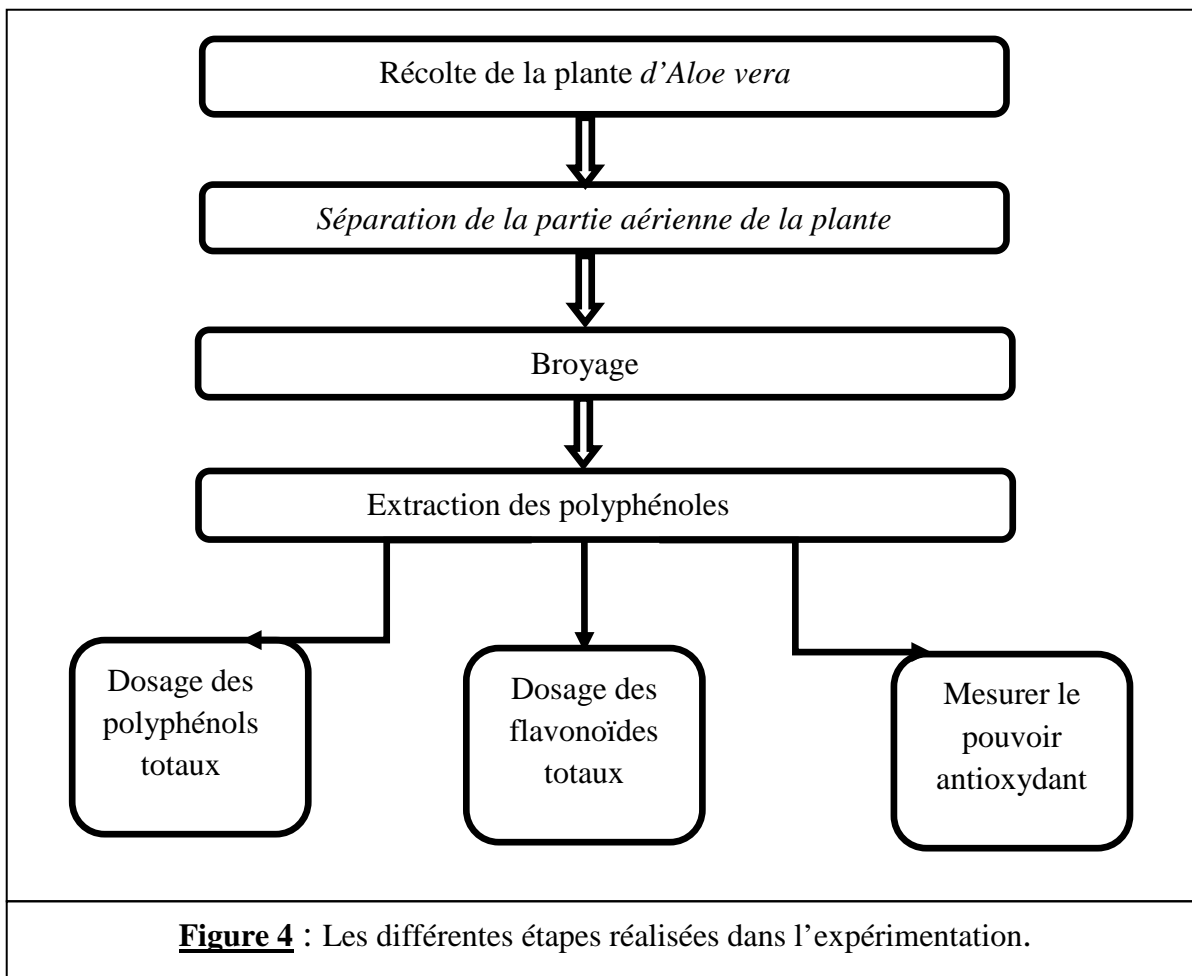 Récolte de la plante d’Aloe vera
Séparation de la partie aérienne de la plante
Broyage
Extraction des polyphénoles
Dosage des
polyphénols
totaux
Dosage des
flavonoïdes
totaux
Mesurer le
pouvoir
antioxydant
Figure 4 : Les différentes étapes réalisées dans l’expérimentation.